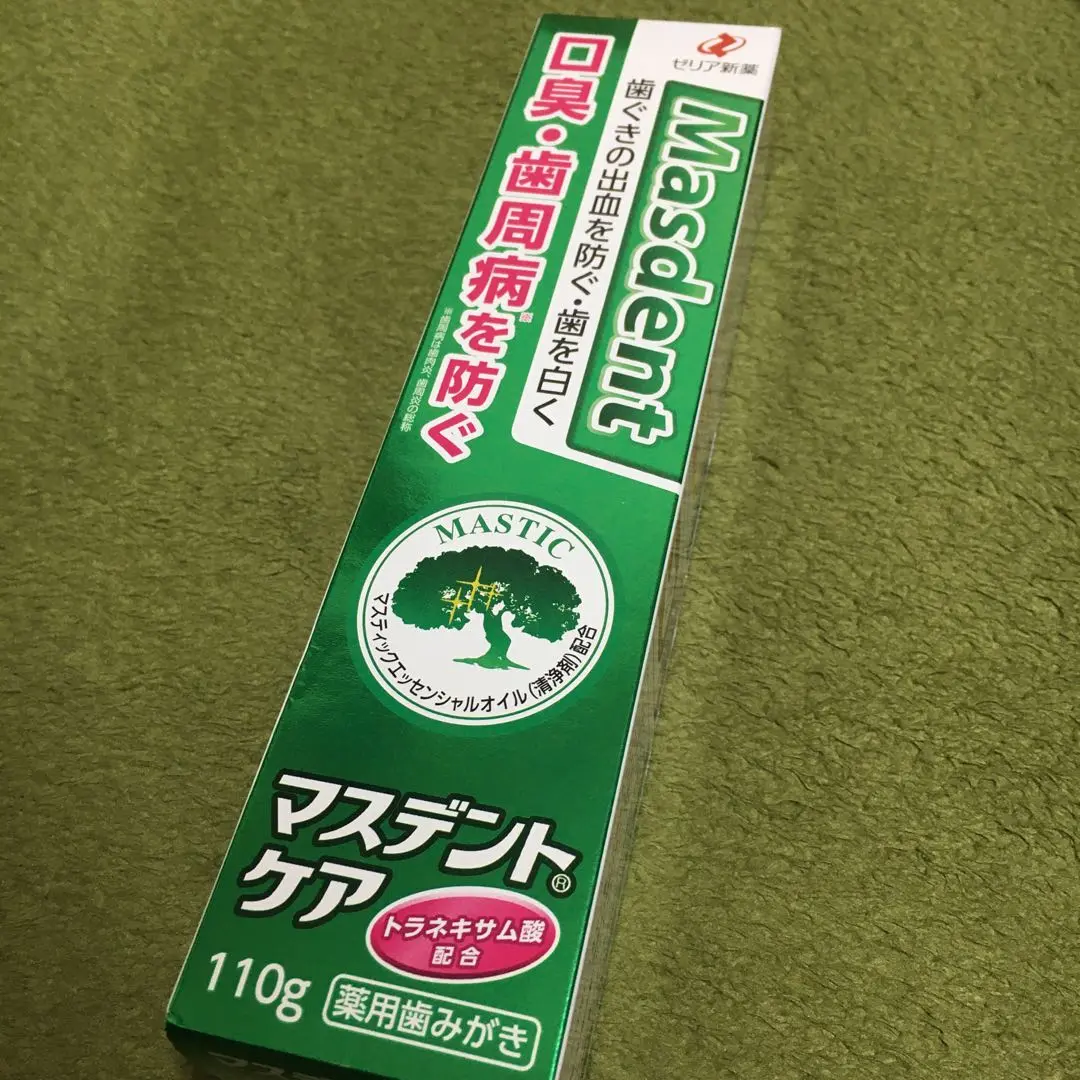 ゼリア新薬
Masdent
歯ぐきの出血を防ぐ・歯を白く
口臭・歯周病を防ぐ
※
※歯周病は歯肉炎、歯周炎の総称
MASTIC
マスティックエッセンシャルオイル(清浄剤)配合
マスデント®
ケア
トラネキサム酸
配合
110g
薬用歯みがき